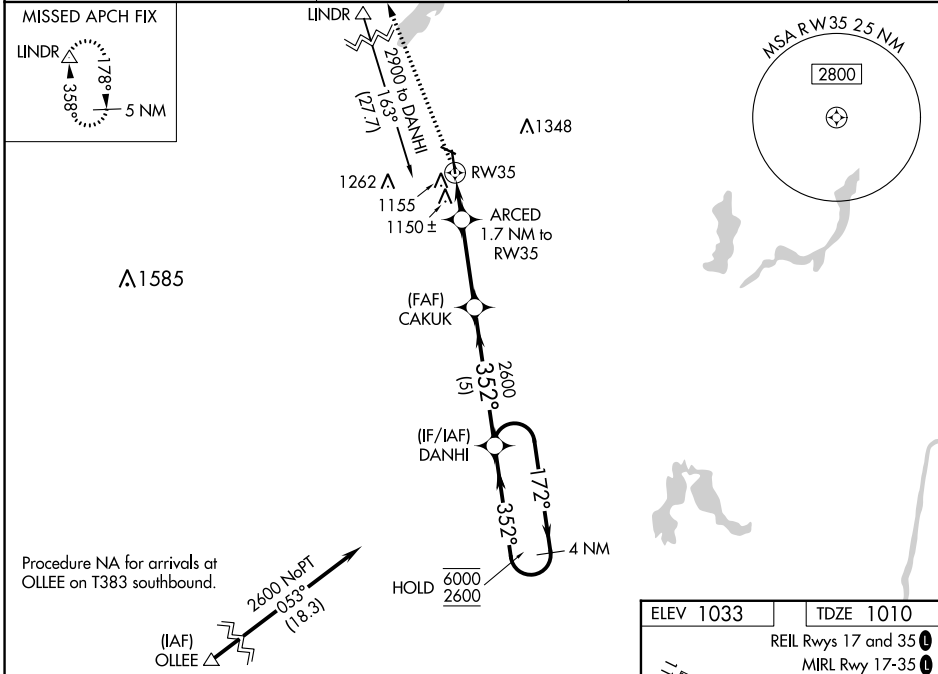 MISSED APCH FIX
LINDR
178°
358°
5 NM
LINDR
2900 to DANHI
163°
(27.7)
1348
MSA RW35 25 NM
2800
RW35
1262
1155
1150 ±
ARCED
1.7 NM to
RW35
1585
(FAF)
CAKUK
2600
352°
(5)
(IF/IAF)
DANHI
172°
352°
4 NM
HOLD
6000
2600
Procedure NA for arrivals at
OLLEE on T383 southbound.
2600 NoPT
053°
(18.3)
(IAF)
OLLEE
ELEV 1033
TDZE 1010
REIL Rwys 17 and 35 L
MIRL Rwy 17-35 L